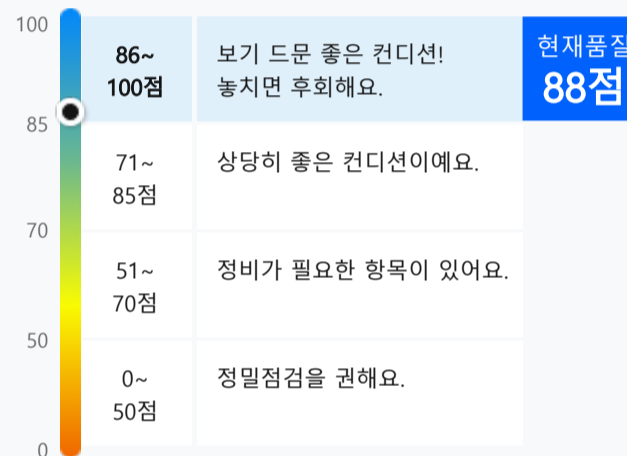 100
86~
100점
보기 드문 좋은 컨디션!
놓치면 후회해요.
현재품질
88점
85
71~
85점
상당히 좋은 컨디션이예요.
70
51~
70점
정비가 필요한 항목이 있어요.
50
0~
50점
정밀점검을 권해요.
0